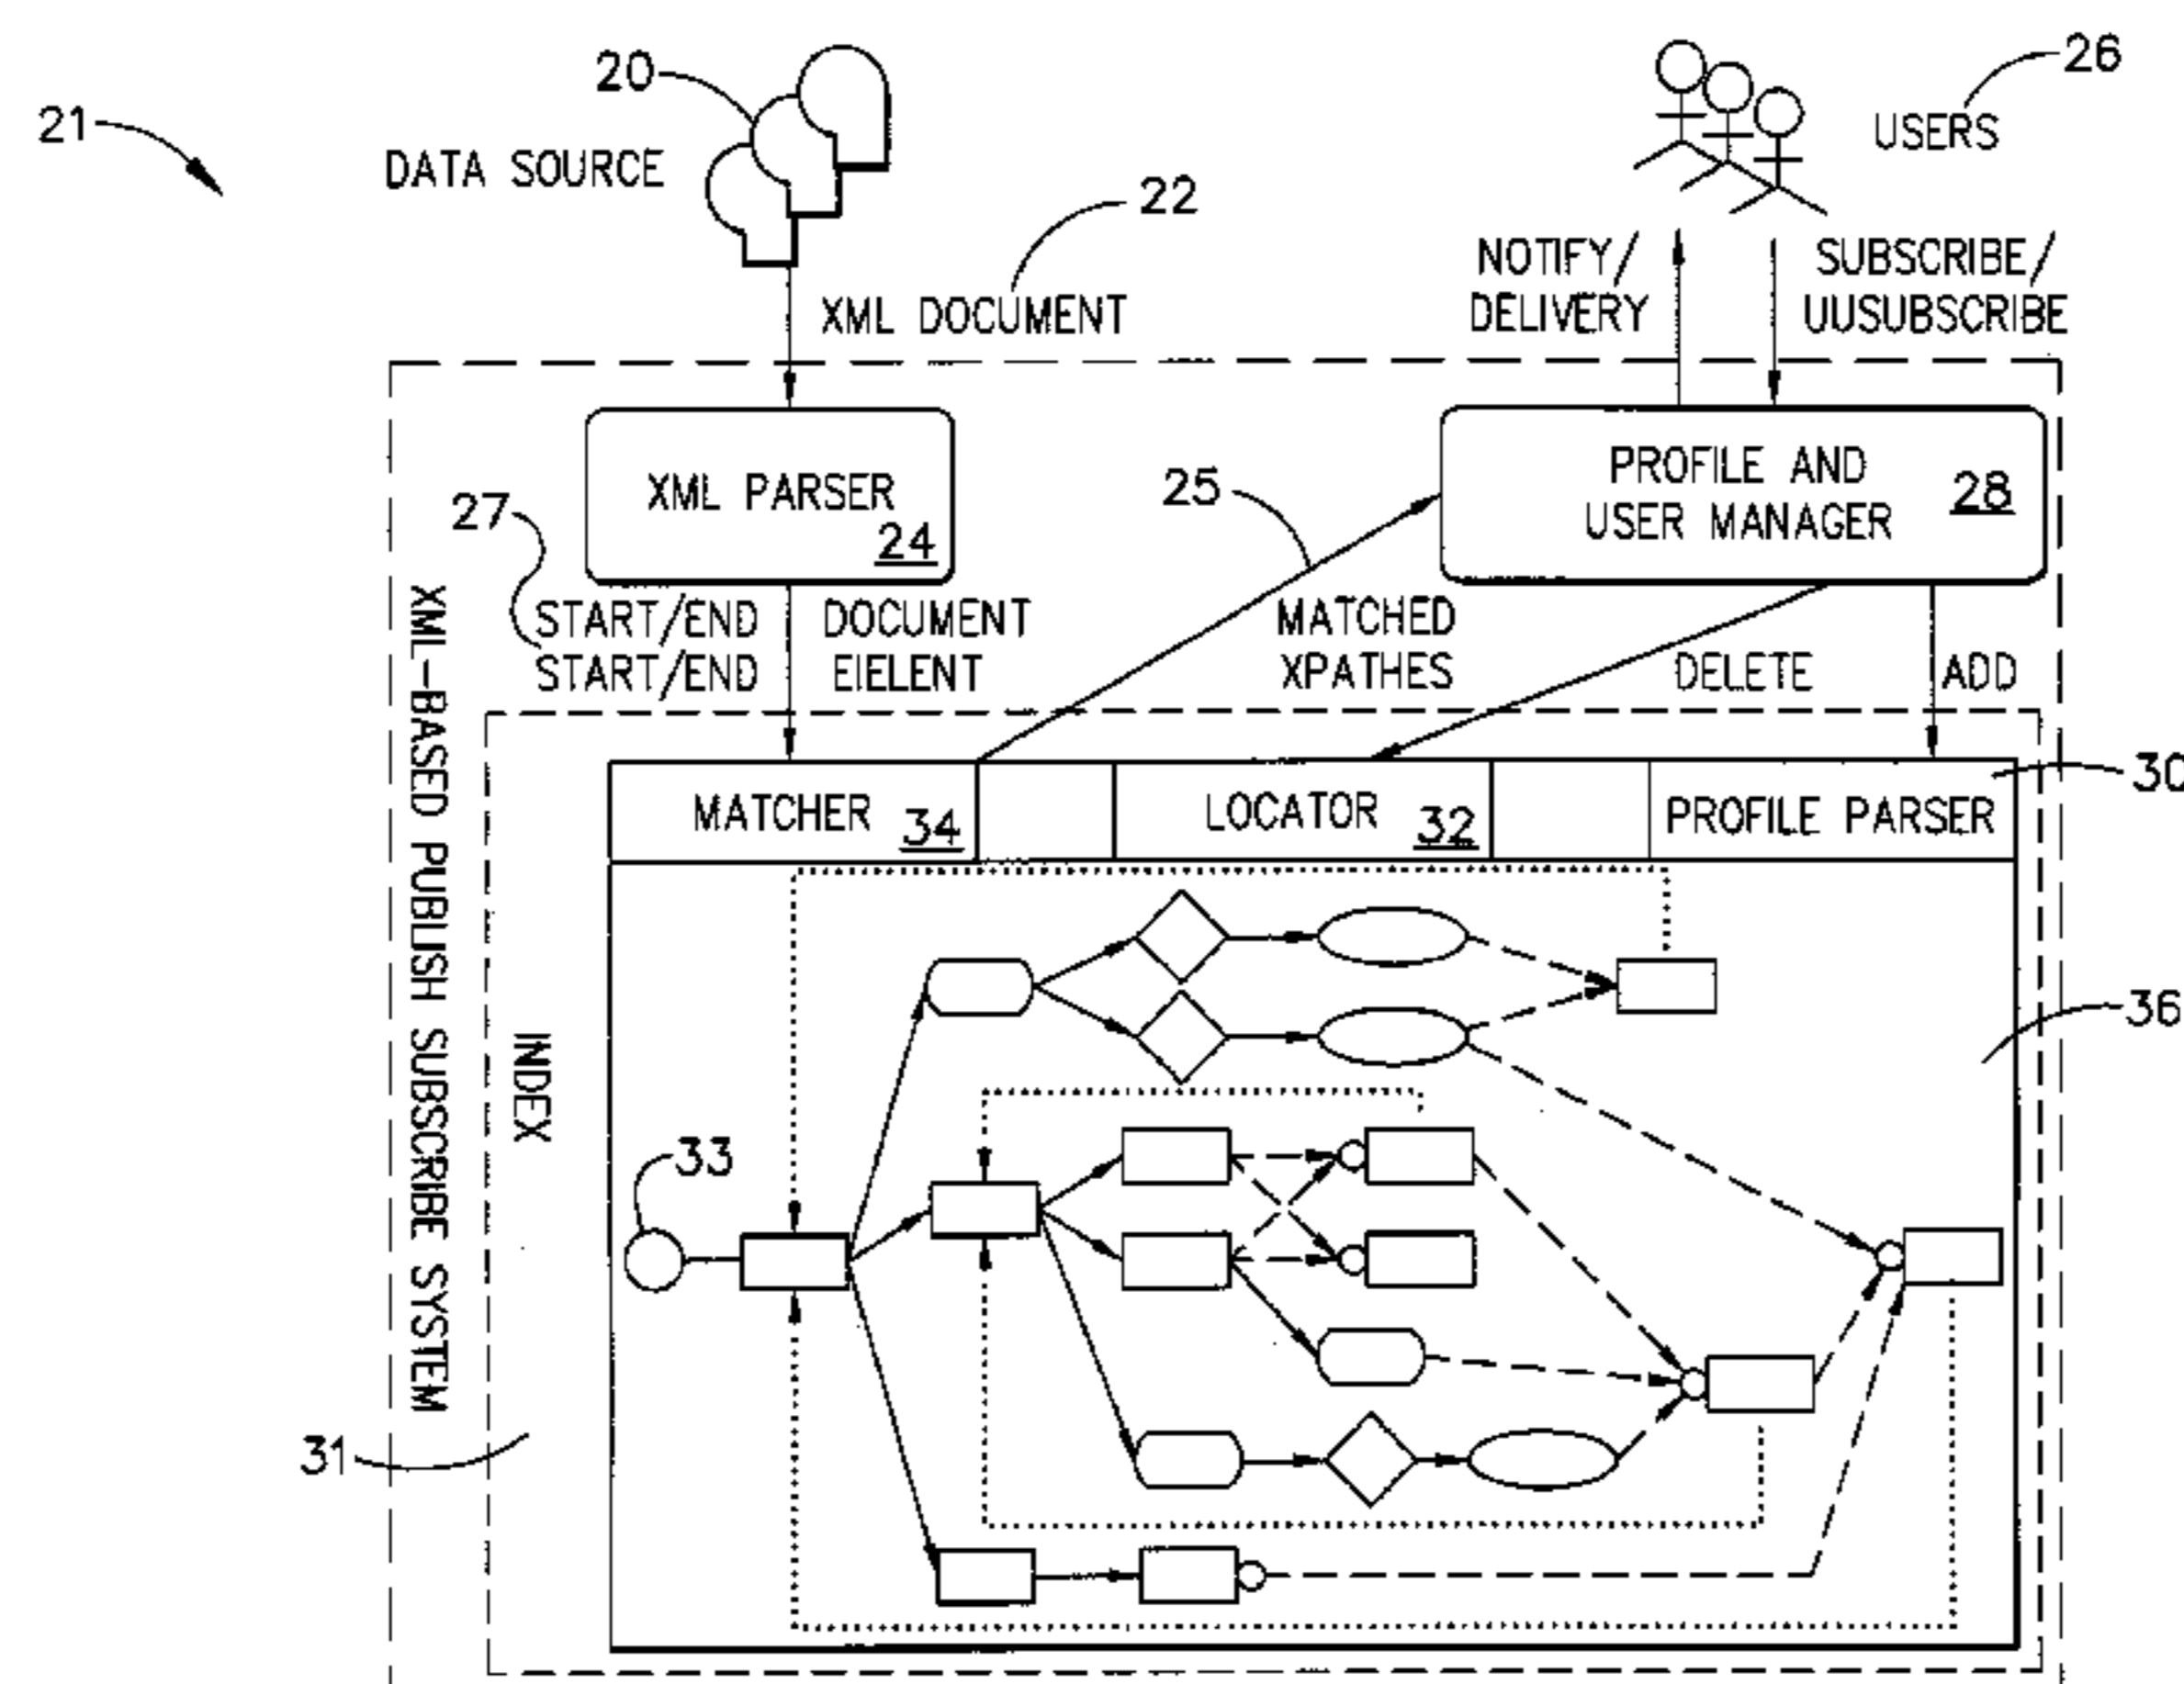 20
26
21
USERS
DATA SOURCE
22
NOTIFY/
DELIVERY
SUBSCRIBE/
UUSUBSCRIBE
XML DOCUMENT
XML PARSER
24
27
25
PROFILE AND
USER MANAGER
28
START/END DOCUMENT
START/END EIELENT
MATCHED
XPATHES
DELETE
ADD
XML-BASED PUBLISH SUBSCRIBE SYSTEM
INDEX
MATCHER
34
LOCATOR
32
PROFILE PARSER
30
36
33
31